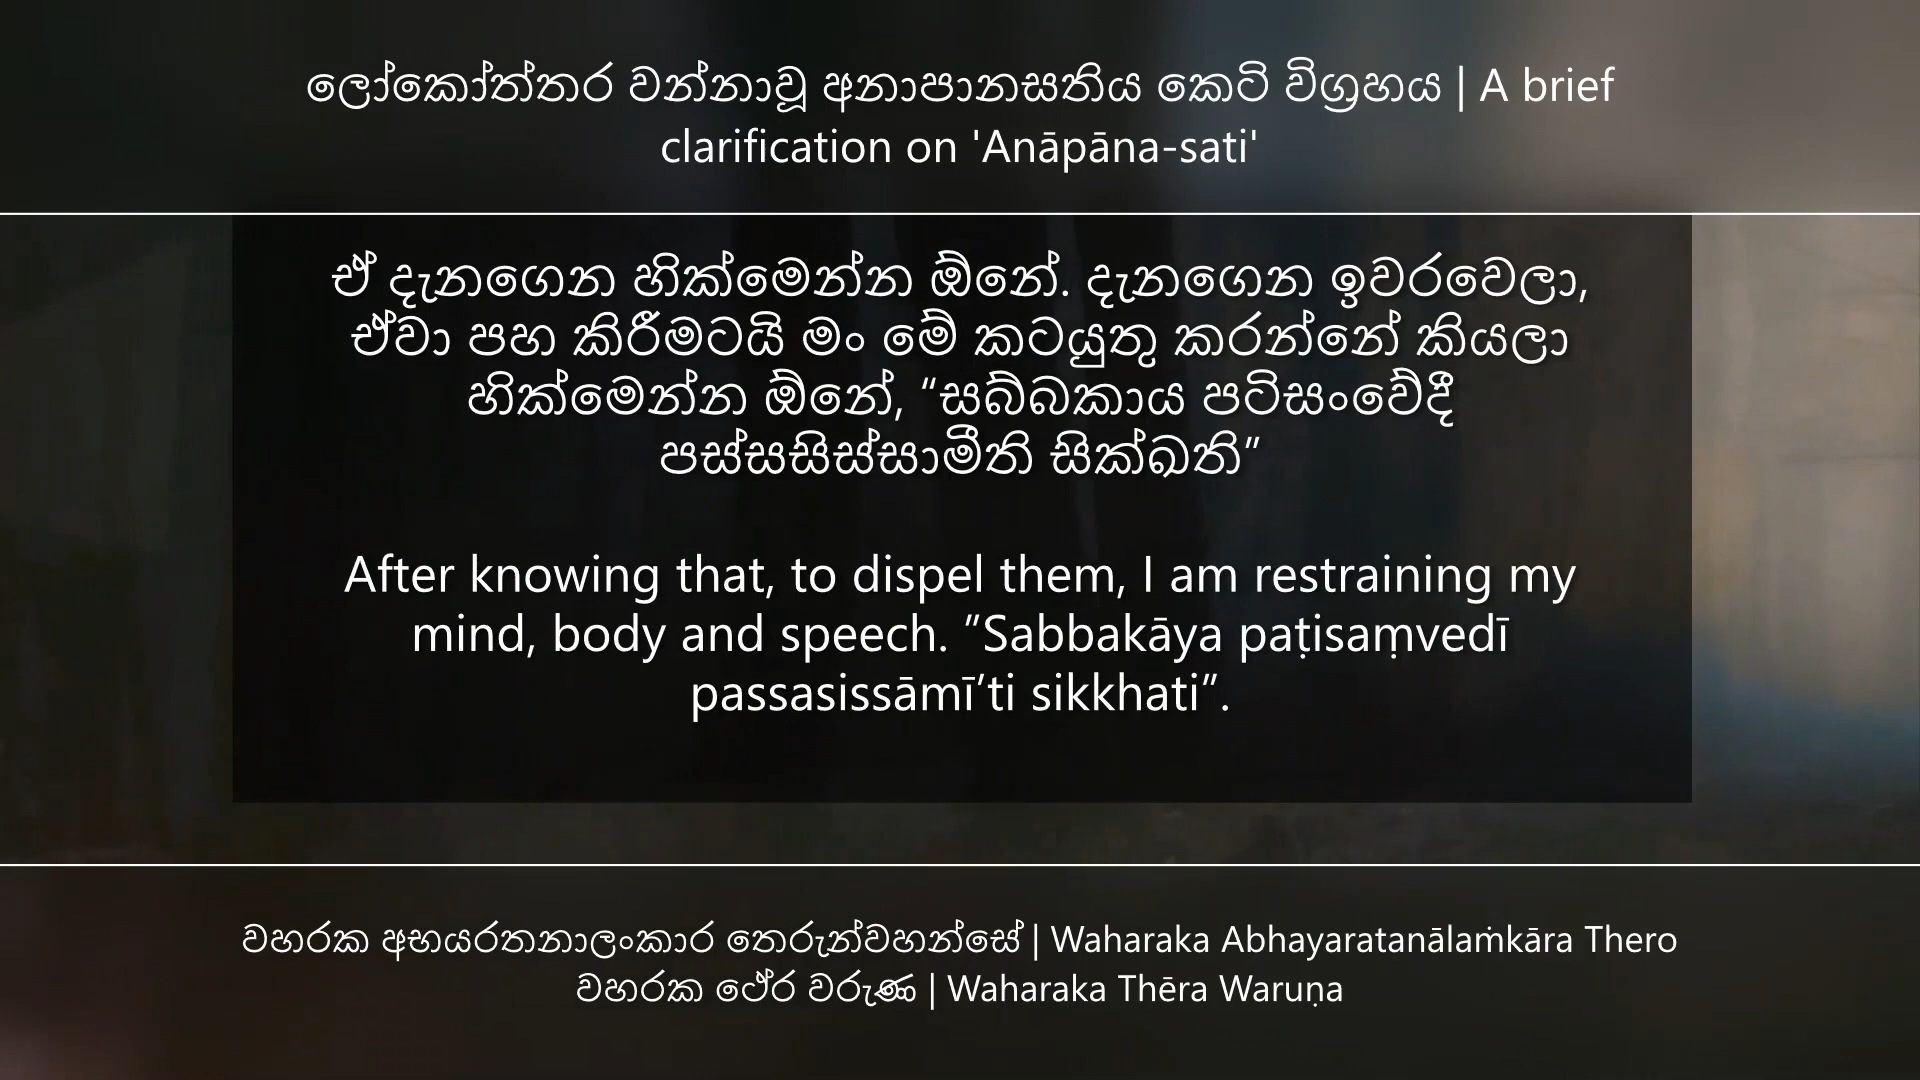 ලෝකෝත්තර වන්නාවූ අනාපානසතිය කෙටි විග්‍රහය | A brief
clarification on 'Anāpāna-sati'
ඒ දැනගෙන හික්මෙන්න ඕනේ. දැනගෙන ඉවරවෙලා,
ඒවා පහ කිරීමටයි මං මේ කටයුතු කරන්නේ කියලා
හික්මෙන්න ඕනේ, “සබ්බකාය පටිසංවේදී
පස්සසිස්සාමීති සික්ඛති”
After knowing that, to dispel them, I am restraining my
mind, body and speech. ”Sabbakāya paṭisaṃvedī
passasissāmī’ti sikkhati”.
වහරක අභයරතනාලංකාර තෙරුන්වහන්සේ | Waharaka Abhayaratanālaṁkāra Thero
වහරක ථේර වරුණ | Waharaka Thēra Waruṇa